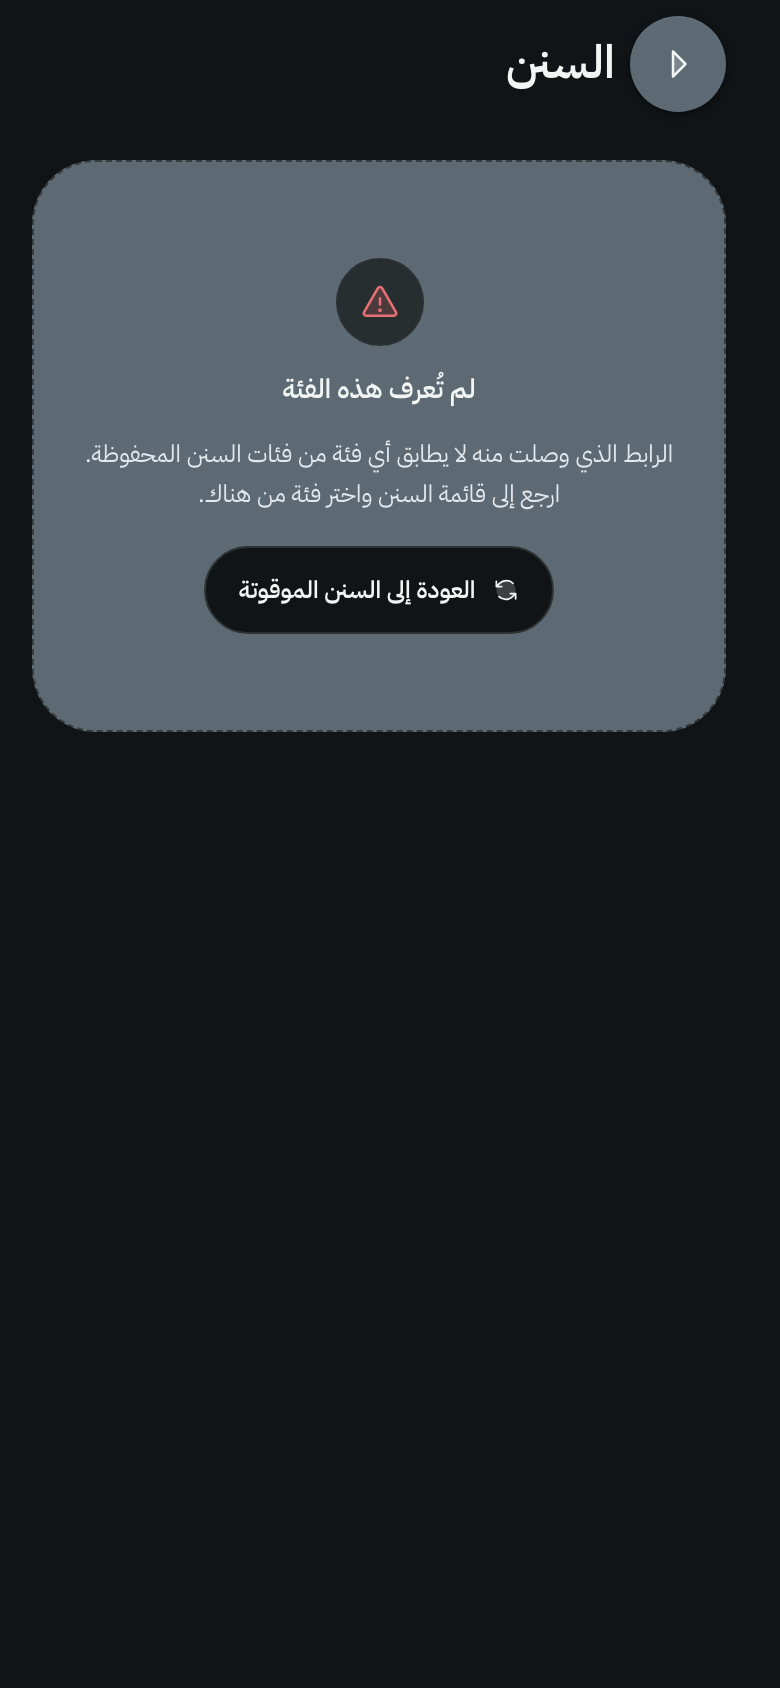 السنن
لم تُعرف هذه الفئة
الرابط الذي وصلت منه لا يطابق أي فئة من فئات السنن المحفوظة.
ارجع إلى قائمة السنن واختر فئة من هناك.
العودة إلى السنن الموقوتة